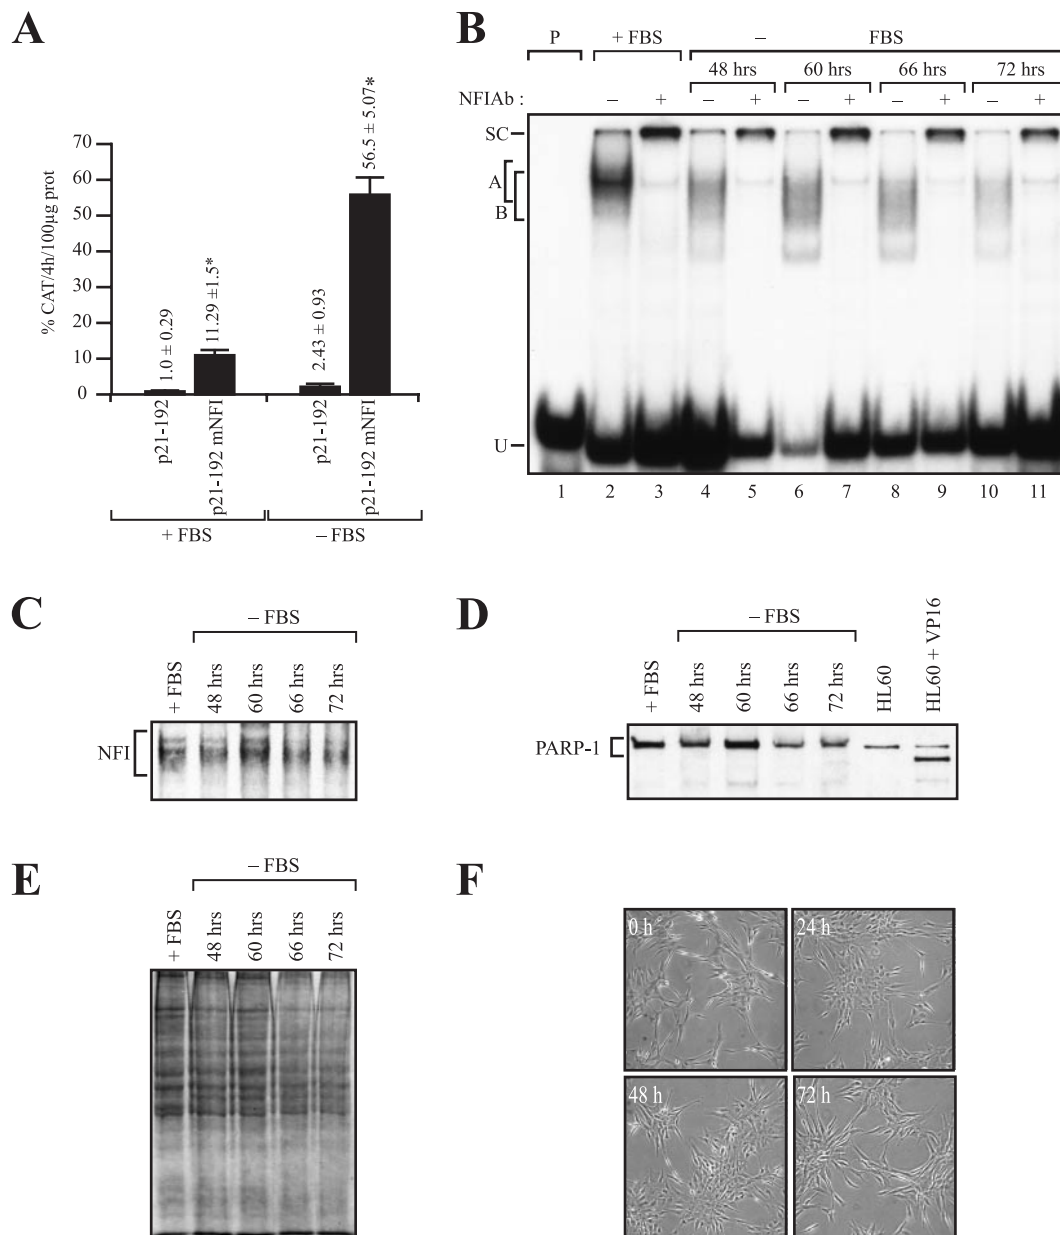 A
% CAT/4h/100µg prot
70
60
50
40
30
20
10
0
1.0 ± 0.29
11.29 ±1.5*
2.43 ± 0.93
56.5 ± 5.07*
p21-192
p21-192 mNFI
p21-192
p21-192 mNFI
+ FBS
– FBS
B
P
+ FBS
– FBS
48 hrs
60 hrs
66 hrs
72 hrs
NFIAb : – + – + – + – + – +
SC
A
B
U
1 2 3 4 5 6 7 8 9 10 11
C
– FBS
+ FBS
48 hrs
60 hrs
66 hrs
72 hrs
NFI
D
– FBS
+ FBS
48 hrs
60 hrs
66 hrs
72 hrs
HL60
HL60 + VP16
PARP-1
E
– FBS
+ FBS
48 hrs
60 hrs
66 hrs
72 hrs
F
0 h
24 h
48 h
72 h